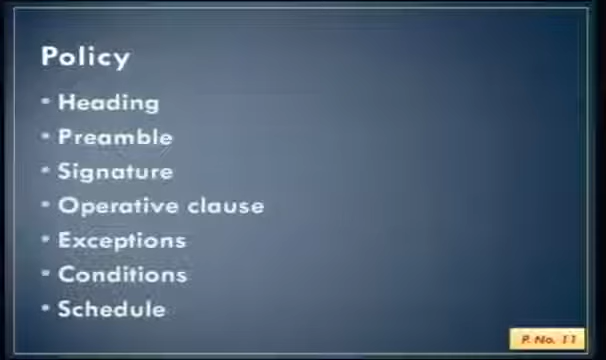 Policy
• Heading
• Preamble
• Signature
• Operative clause
• Exceptions
• Conditions
• Schedule
P. No. 11